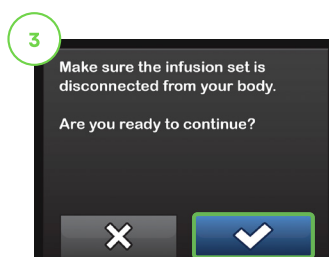 3
Make sure the infusion set is
disconnected from your body.
Are you ready to continue?